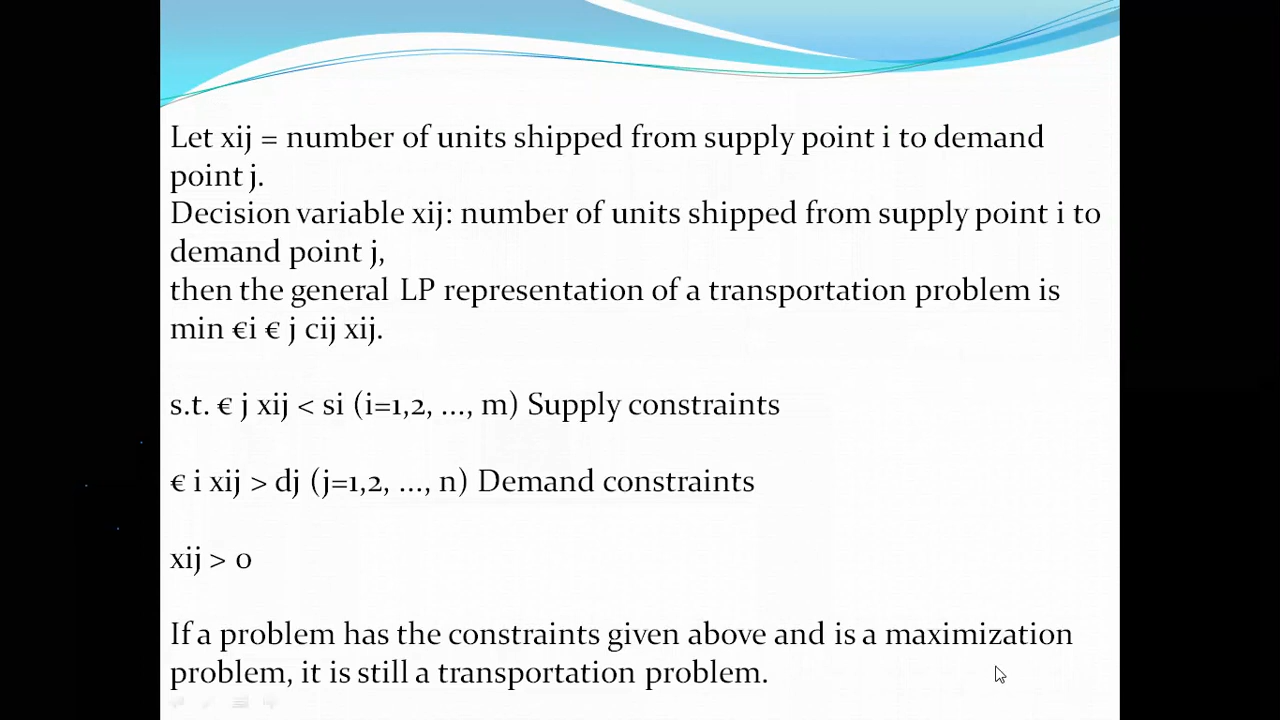 Let xij = number of units shipped from supply point i to demand
point j.
Decision variable xij: number of units shipped from supply point i to
demand point j,
then the general LP representation of a transportation problem is
min €i € j cij xij.
s.t. € j xij < si (i=1,2, ..., m) Supply constraints
€ i xij > dj (j=1,2, ..., n) Demand constraints
xij > 0
If a problem has the constraints given above and is a maximization
problem, it is still a transportation problem.